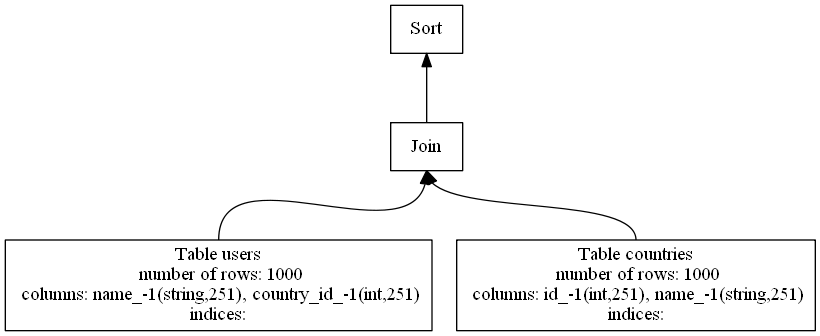 Sort
Join
Table users
number of rows: 1000
columns: name_-1(string,251), country_id_-1(int,251)
indices:
Table countries
number of rows: 1000
columns: id_-1(int,251), name_-1(string,251)
indices: